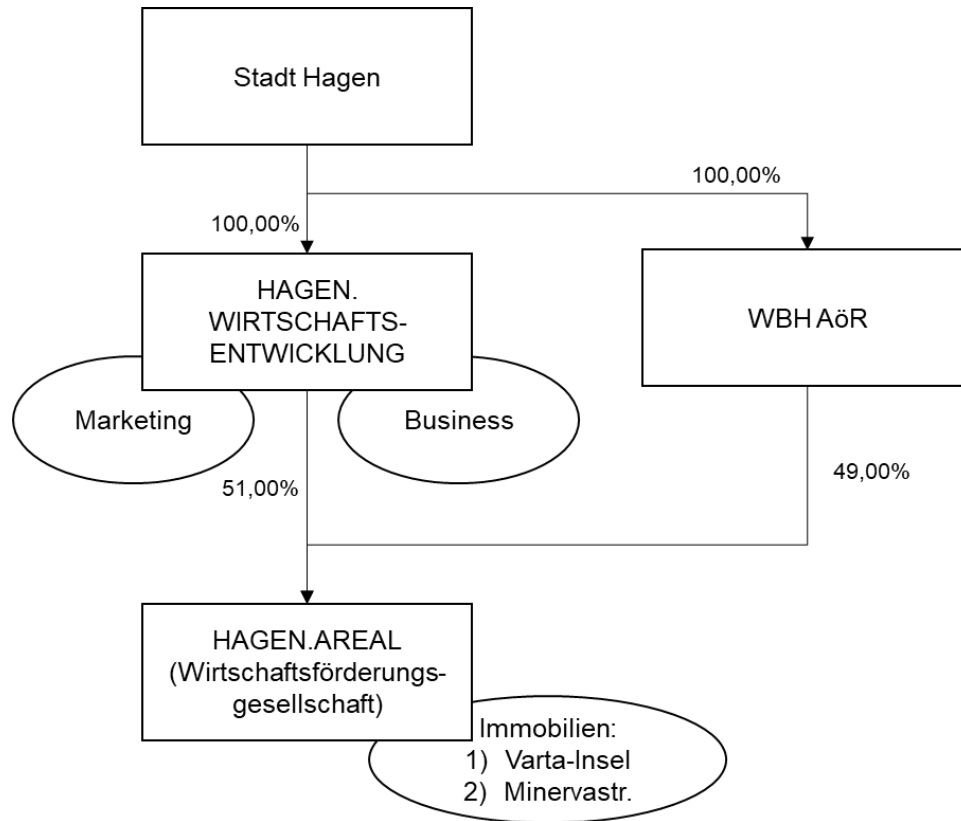 Stadt Hagen
100,00%
100,00%
HAGEN.
WIRTSCHAFTS-
ENTWICKLUNG
WBH AöR
Marketing
Business
51,00%
49,00%
HAGEN.AREAL
(Wirtschaftsförderungs-
gesellschaft)
Immobilien:
1) Varta-Insel
2) Minervastr.